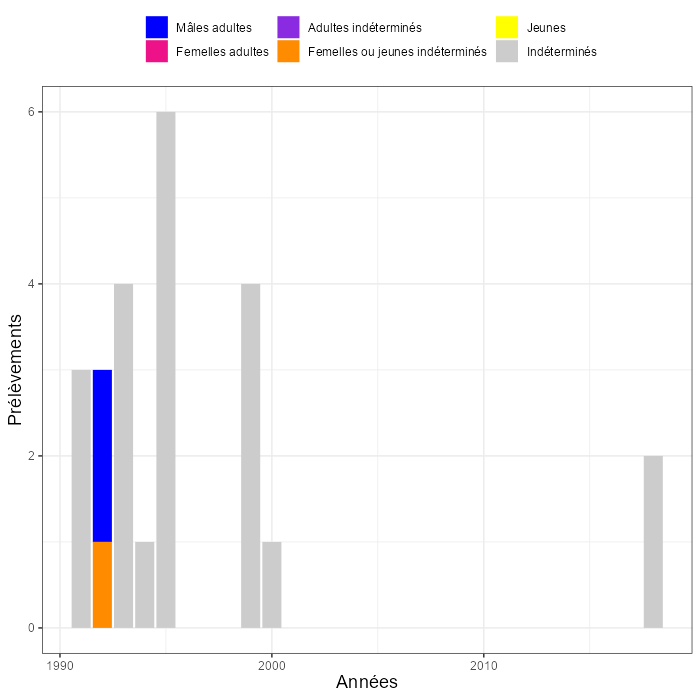 Mâles adultes
Adultes indéterminés
Jeunes
Femelles adultes
Femelles ou jeunes indéterminés
Indéterminés
6
4
2
0
Prélèvements
1990
2000
2010
Années